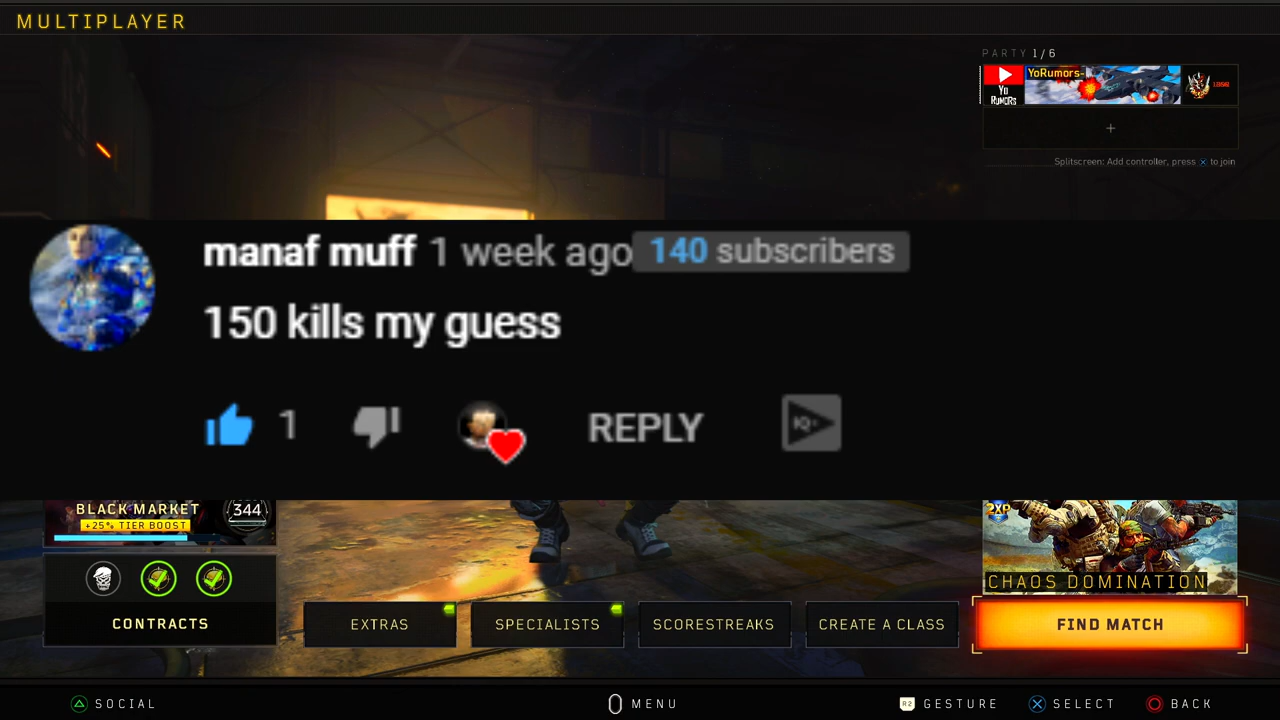 MULTIPLAYER
PARTY 1/6
YoRumors-
Yo
RUMORS
Splitscreen: Add controller, press to join
manaf muff 1 week ago 140 subscribers
150 kills my guess
1
REPLY
IQ
BLACK MARKET
344
+25% TIER BOOST
2XP
CHAOS DOMINATION
CONTRACTS
EXTRAS
SPECIALISTS
SCORESTREAKS
CREATE A CLASS
FIND MATCH
SOCIAL
MENU
R2 GESTURE
SELECT
BACK